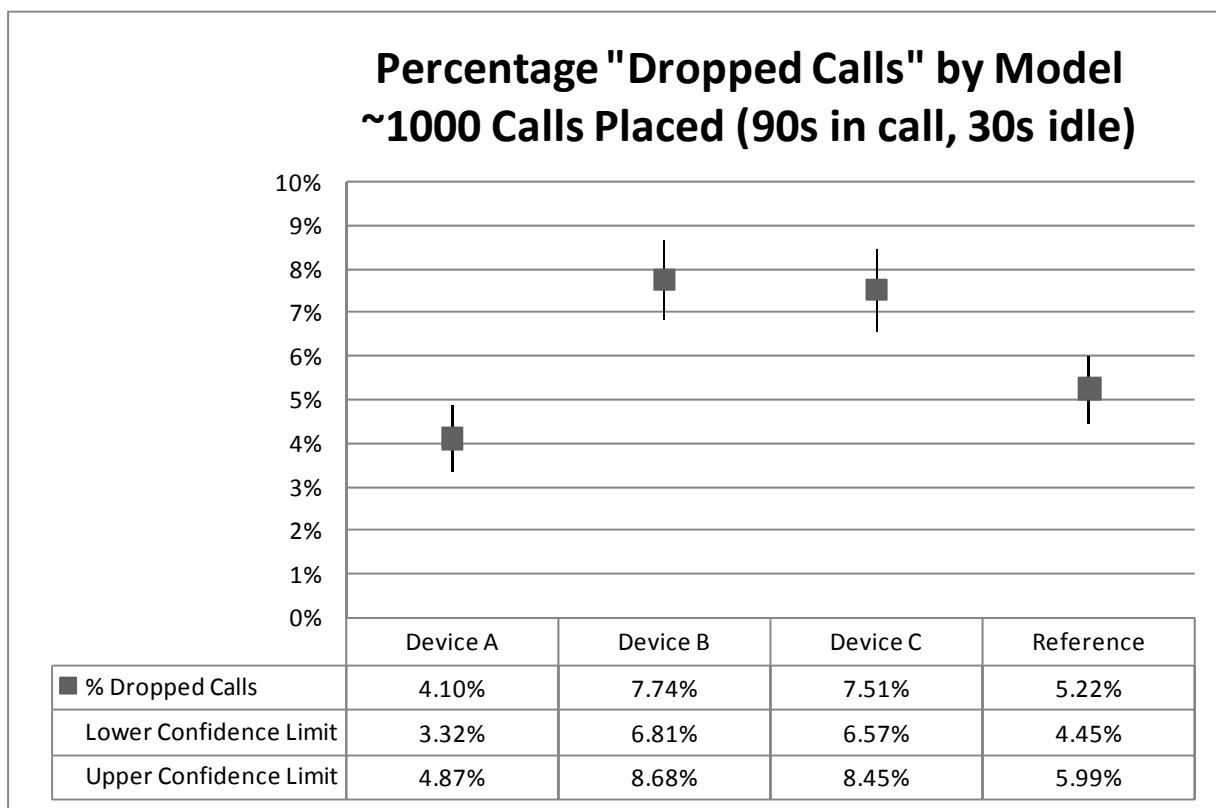 Percentage "Dropped Calls" by Model
~1000 Calls Placed (90s in call, 30s idle)
10%
9%
8%
7%
6%
5%
4%
3%
2%
1%
0%
Device A Device B Device C Reference
% Dropped Calls 4.10% 7.74% 7.51% 5.22%
Lower Confidence Limit 3.32% 6.81% 6.57% 4.45%
Upper Confidence Limit 4.87% 8.68% 8.45% 5.99%